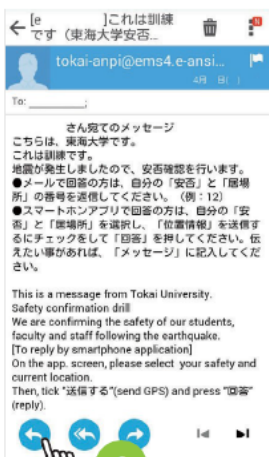 [e                ]これは訓練
です（東海大学安否...
tokai-anpi@ems4.e-ansi...
4月   日(  )
To: __________;
さん宛てのメッセージ
こちらは、東海大学です。
これは訓練です。
地震が発生しましたので、安否確認を行います。
●メールで回答の方は、自分の「安否」と「居場
所」の番号を返信してください。（例：12）
●スマートホンアプリで回答の方は、自分の「安
否」と「居場所」を選択し、「位置情報」を送信す
るにチェックをして「回答」を押してください。伝
えたい事があれば、「メッセージ」に記入してくだ
さい。
This is a message from Tokai University.
Safety confirmation drill
We are confirming the safety of our students,
faculty and staff following the earthquake.
[To reply by smartphone application]
On the app. screen, please select  your safety and
current location.
Then, tick "送信する"(send GPS) and press "回答"
(reply).